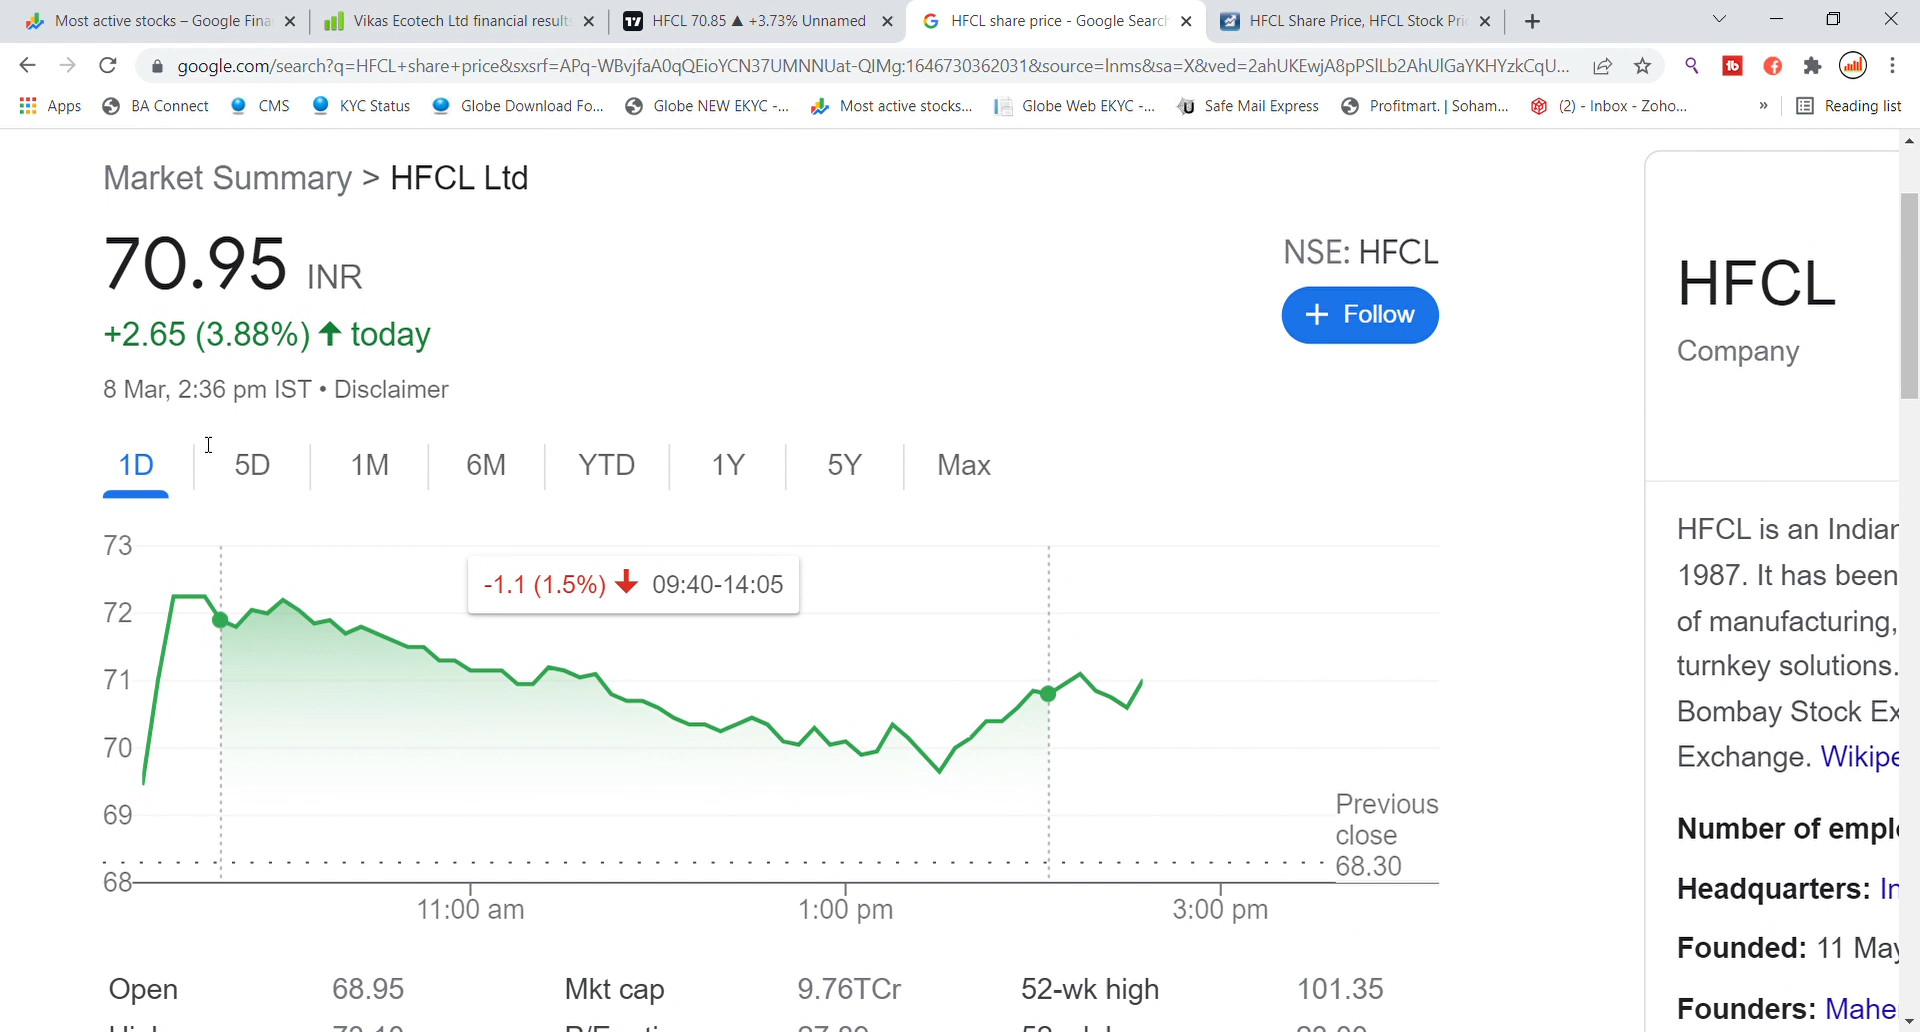 Most active stocks – Google Fina
Vikas Ecotech Ltd financial results
HFCL 70.85 ▲ +3.73% Unnamed
HFCL share price - Google Search
HFCL Share Price, HFCL Stock Pric
google.com/search?q=HFCL+share+price&sxsrf=APq-WBvjfaA0qQEioYCN37UMNNUat-QIMg:1646730362031&source=lnms&sa=X&ved=2ahUKEwjA8pPSlLb2AhUlGaYKHYzkCqU...
Apps
BA Connect
CMS
KYC Status
Globe Download Fo...
Globe NEW EKYC -...
Most active stocks...
Globe Web EKYC -...
Safe Mail Express
Profitmart. | Soham...
(2) - Inbox - Zoho...
»
Reading list
Market Summary > HFCL Ltd
70.95 INR
+2.65 (3.88%) ↑ today
8 Mar, 2:36 pm IST • Disclaimer
NSE: HFCL
+ Follow
1D
5D
1M
6M
YTD
1Y
5Y
Max
73
72
71
70
69
68
-1.1 (1.5%) ↓ 09:40-14:05
Previous
close
68.30
11:00 am
1:00 pm
3:00 pm
Open 68.95
Mkt cap 9.76TCr
52-wk high 101.35
HFCL
Company
HFCL is an Indian
1987. It has been
of manufacturing,
turnkey solutions.
Bombay Stock Ex
Exchange. Wikipe
Number of emplo
Headquarters: In
Founded: 11 May
Founders: Mahe